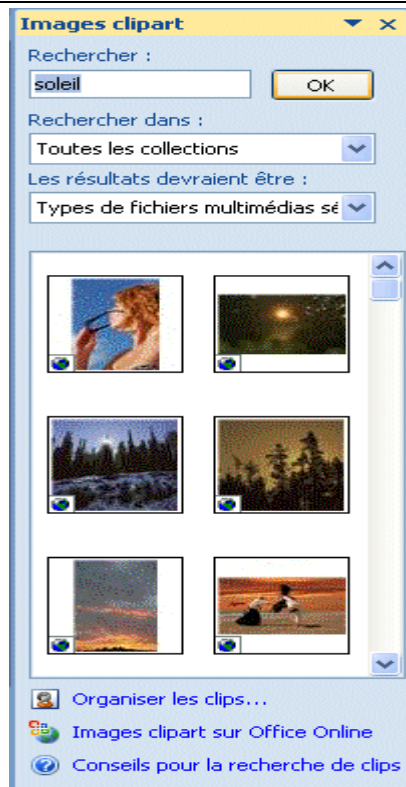 Images clipart
Rechercher :
soleil
OK
Rechercher dans :
Toutes les collections
Les résultats devraient être :
Types de fichiers multimédias sé
Organiser les clips...
Images clipart sur Office Online
Conseils pour la recherche de clips